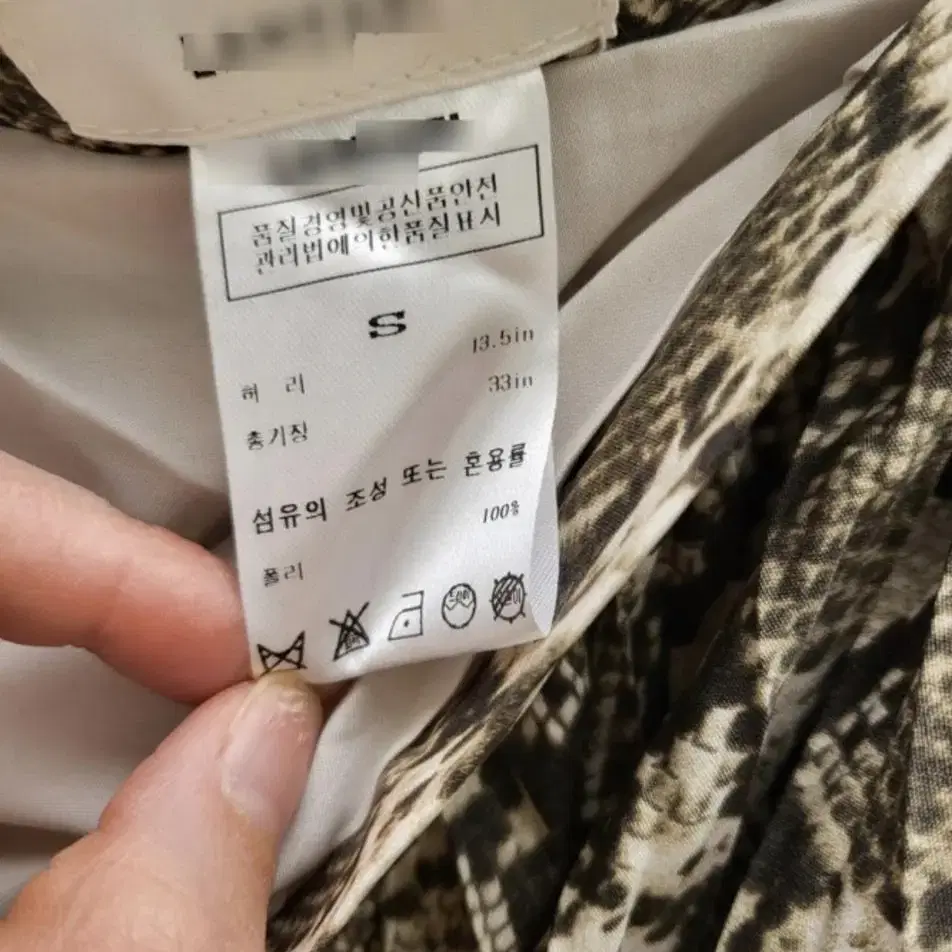 품질경영및공산품안전
관리법에의한품질표시
S
허 리 13.5in
총기장 33in
섬유의 조성 또는 혼용률
폴리 100%